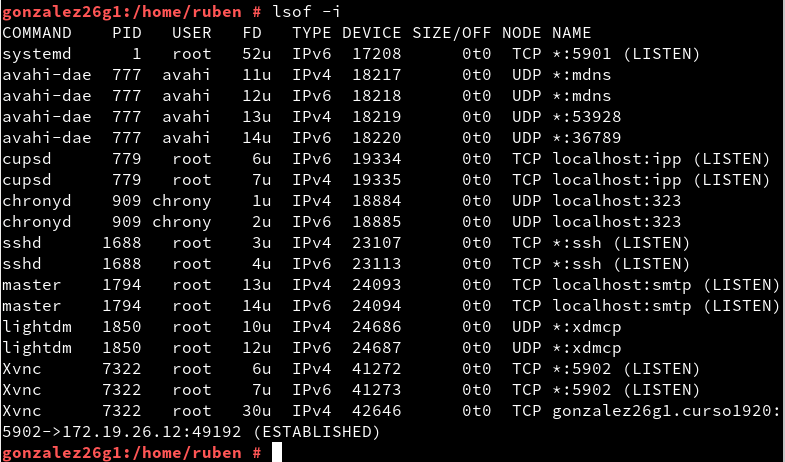 gonzalez26g1:/home/ruben # lsof -i
COMMAND    PID   USER   FD   TYPE DEVICE SIZE/OFF NODE NAME
systemd      1   root   52u  IPv6  17208      0t0  TCP *:5901 (LISTEN)
avahi-dae  777  avahi   11u  IPv4  18217      0t0  UDP *:mdns
avahi-dae  777  avahi   12u  IPv6  18218      0t0  UDP *:mdns
avahi-dae  777  avahi   13u  IPv4  18219      0t0  UDP *:53928
avahi-dae  777  avahi   14u  IPv6  18220      0t0  UDP *:36789
cupsd      779   root    6u  IPv6  19334      0t0  TCP localhost:ipp (LISTEN)
cupsd      779   root    7u  IPv4  19335      0t0  TCP localhost:ipp (LISTEN)
chronyd    909 chrony    1u  IPv4  18884      0t0  UDP localhost:323
chronyd    909 chrony    2u  IPv6  18885      0t0  UDP localhost:323
sshd      1688   root    3u  IPv4  23107      0t0  TCP *:ssh (LISTEN)
sshd      1688   root    4u  IPv6  23113      0t0  TCP *:ssh (LISTEN)
master    1794   root   13u  IPv4  24093      0t0  TCP localhost:smtp (LISTEN)
master    1794   root   14u  IPv6  24094      0t0  TCP localhost:smtp (LISTEN)
lightdm   1850   root   10u  IPv4  24686      0t0  UDP *:xdmcp
lightdm   1850   root   12u  IPv6  24687      0t0  UDP *:xdmcp
Xvnc      7322   root    6u  IPv4  41272      0t0  TCP *:5902 (LISTEN)
Xvnc      7322   root    7u  IPv6  41273      0t0  TCP *:5902 (LISTEN)
Xvnc      7322   root   30u  IPv4  42646      0t0  TCP gonzalez26g1.curso1920:
5902->172.19.26.12:49192 (ESTABLISHED)
gonzalez26g1:/home/ruben #